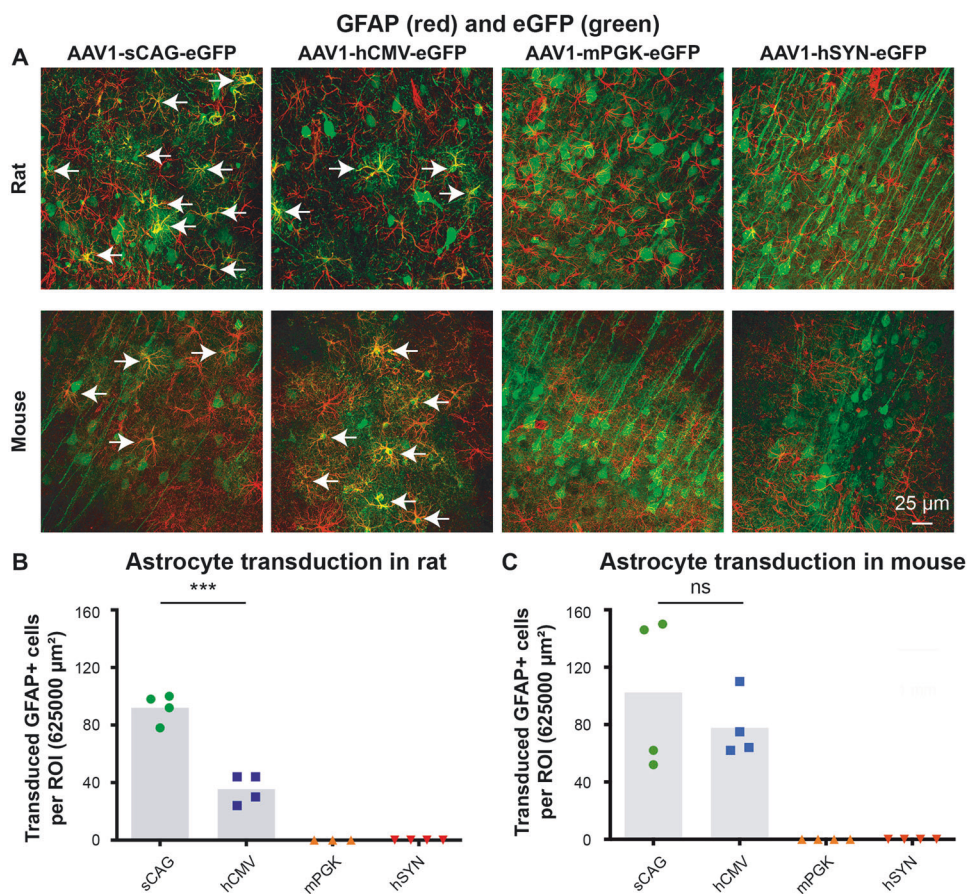 GFAP (red) and eGFP (green)
A AAV1-sCAG-eGFP AAV1-hCMV-eGFP AAV1-mPGK-eGFP AAV1-hSYN-eGFP
Rat
Mouse
25 µm
B Astrocyte transduction in rat
***
Transduced GFAP+ cells
per ROI (625000 µm²)
160
120
80
40
0
sCAG hCMV mPGK hSYN
C Astrocyte transduction in mouse
ns
Transduced GFAP+ cells
per ROI (625000 µm²)
160
120
80
40
0
sCAG hCMV mPGK hSYN